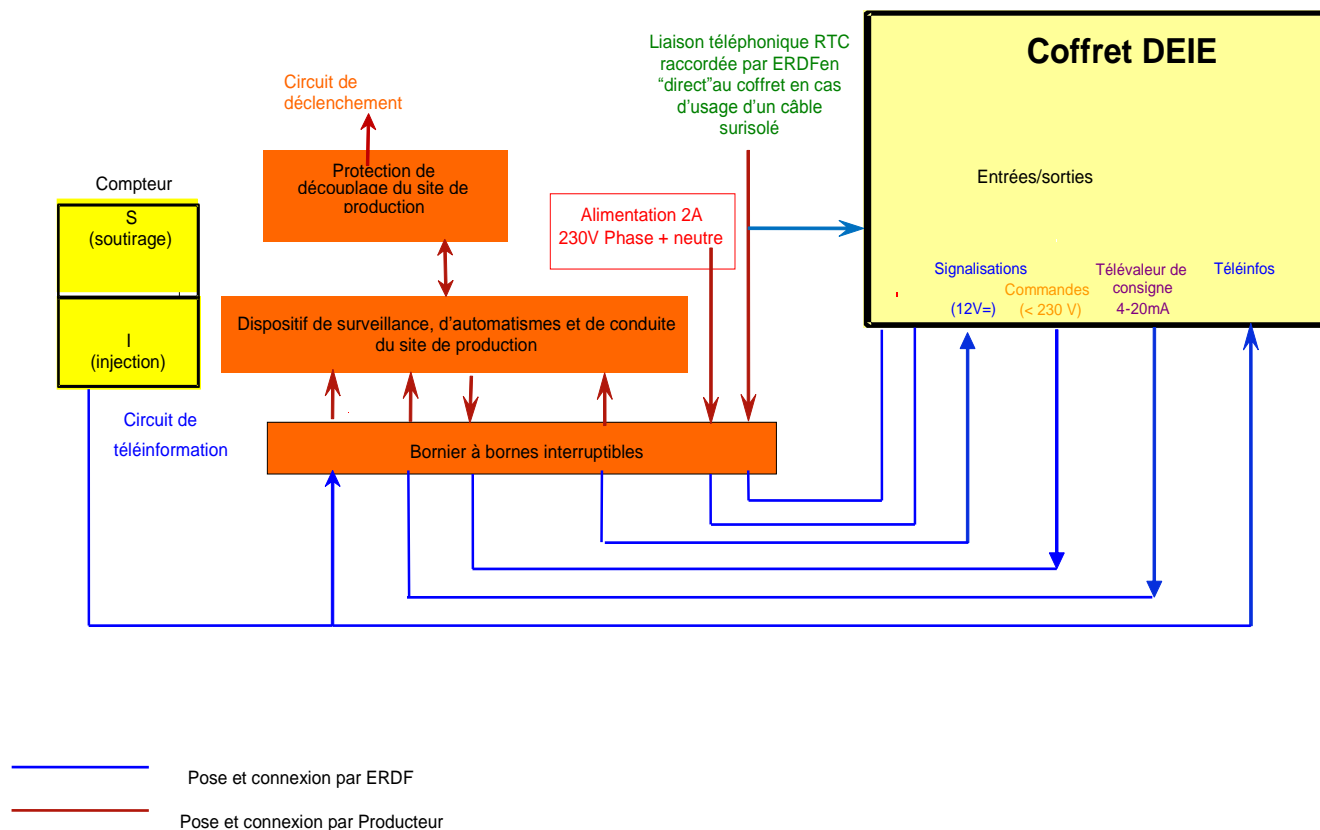 Coffret DEIE
Liaison téléphonique RTC
raccordée par ERDFen
“direct”au coffret en cas
d’usage d’un câble
surisolé
Circuit de
déclenchement
Protection de
découplage du site de
production
Entrées/sorties
Compteur
S
(soutirage)
Alimentation 2A
230V Phase + neutre
Signalisations
(12V=)
Commandes
(< 230 V)
Télévaleur de
consigne
4-20mA
Téléinfos
Dispositif de surveillance, d’automatismes et de conduite
du site de production
I
(injection)
Circuit de
téléinformation
Bornier à bornes interruptibles
Pose et connexion par ERDF
Pose et connexion par Producteur